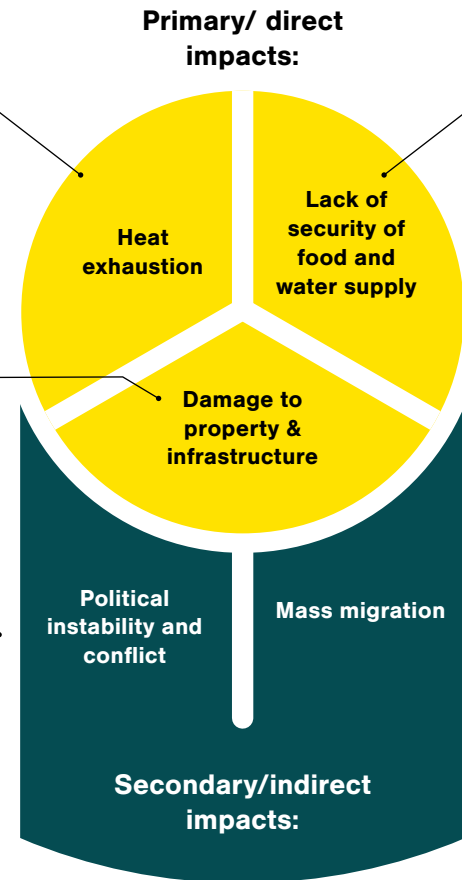 Primary/ direct
impacts:
Heat
exhaustion
Lack of
security of
food and
water supply
Damage to
property &
infrastructure
Political
instability and
conflict
Mass migration
Secondary/indirect
impacts: